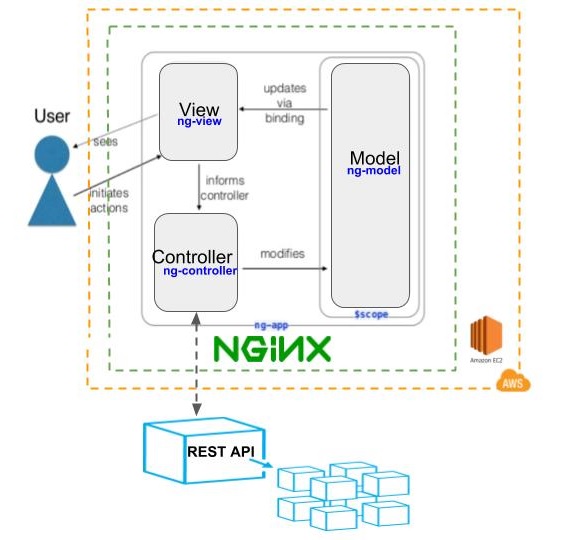 User
sees
initiates
actions
View
ng-view
updates
via
binding
Model
ng-model
informs
controller
Controller
ng-controller
modifies
$scope
ng-app
NGiNX
Amazon EC2
AWS
REST API